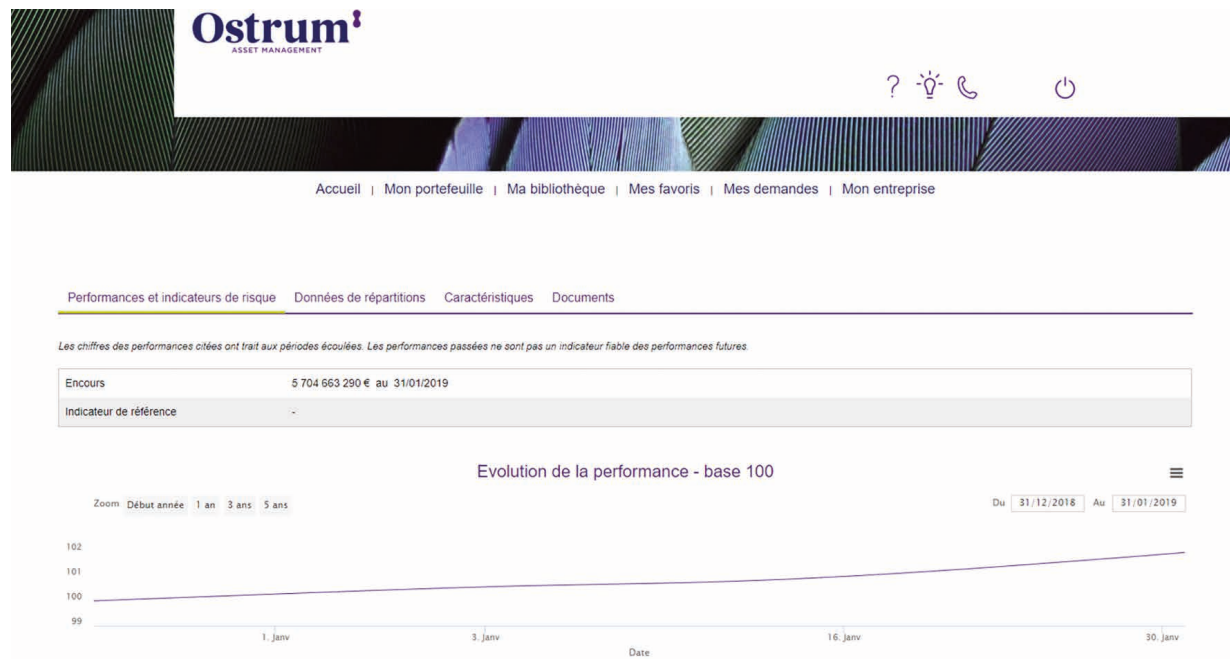 Ostrum
ASSET MANAGEMENT
?
Accueil | Mon portefeuille | Ma bibliothèque | Mes favoris | Mes demandes | Mon entreprise
Performances et indicateurs de risque Données de répartitions Caractéristiques Documents
Les chiffres des performances citées ont trait aux périodes écoulées. Les performances passées ne sont pas un indicateur fiable des performances futures.
Encours 5 704 663 290 € au 31/01/2019
Indicateur de référence -
Evolution de la performance - base 100
Zoom Début année 1 an 3 ans 5 ans Du 31/12/2018 Au 31/01/2019
102
101
100
99
1. Janv 3. Janv 16. Janv 30. Janv
Date